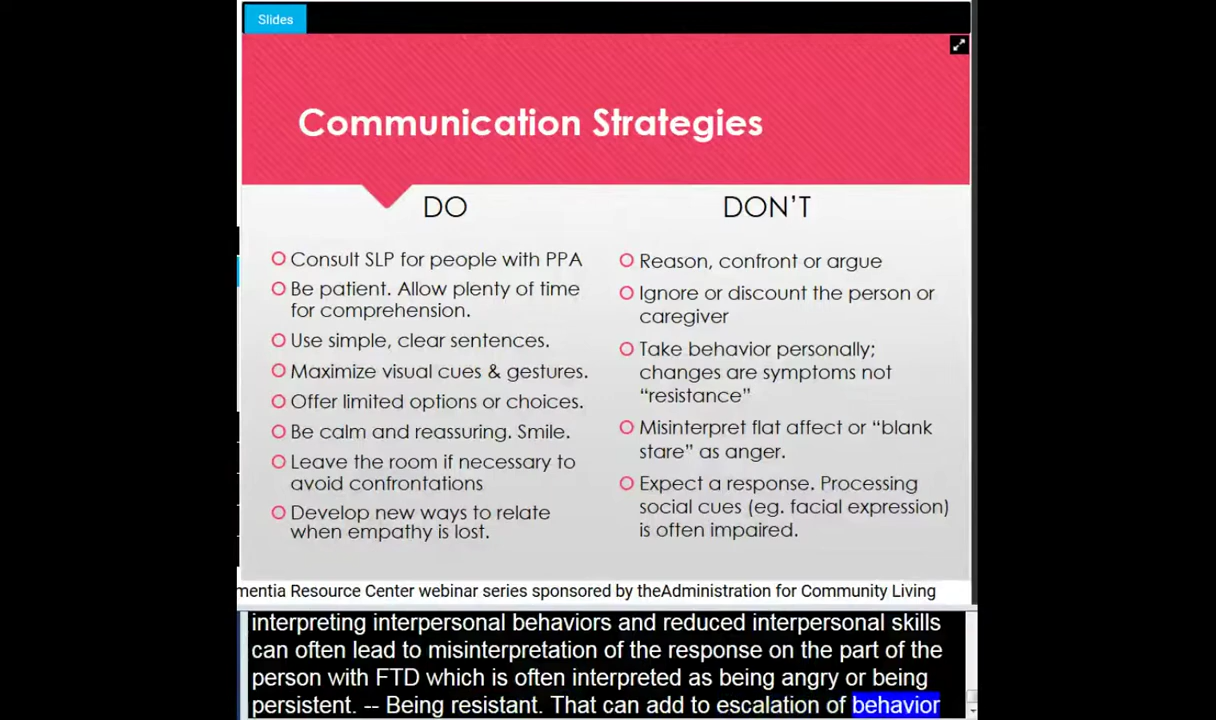 Slides
Communication Strategies
DO
Consult SLP for people with PPA
Be patient. Allow plenty of time
for comprehension.
Use simple, clear sentences.
Maximize visual cues & gestures.
Offer limited options or choices.
Be calm and reassuring. Smile.
Leave the room if necessary to
avoid confrontations
Develop new ways to relate
when empathy is lost.
DON'T
Reason, confront or argue
Ignore or discount the person or
caregiver
Take behavior personally;
changes are symptoms not
“resistance”
Misinterpret flat affect or “blank
stare” as anger.
Expect a response. Processing
social cues (eg. facial expression)
is often impaired.
mentia Resource Center webinar series sponsored by theAdministration for Community Living
interpreting interpersonal behaviors and reduced interpersonal skills
can often lead to misinterpretation of the response on the part of the
person with FTD which is often interpreted as being angry or being
persistent. -- Being resistant. That can add to escalation of behavior